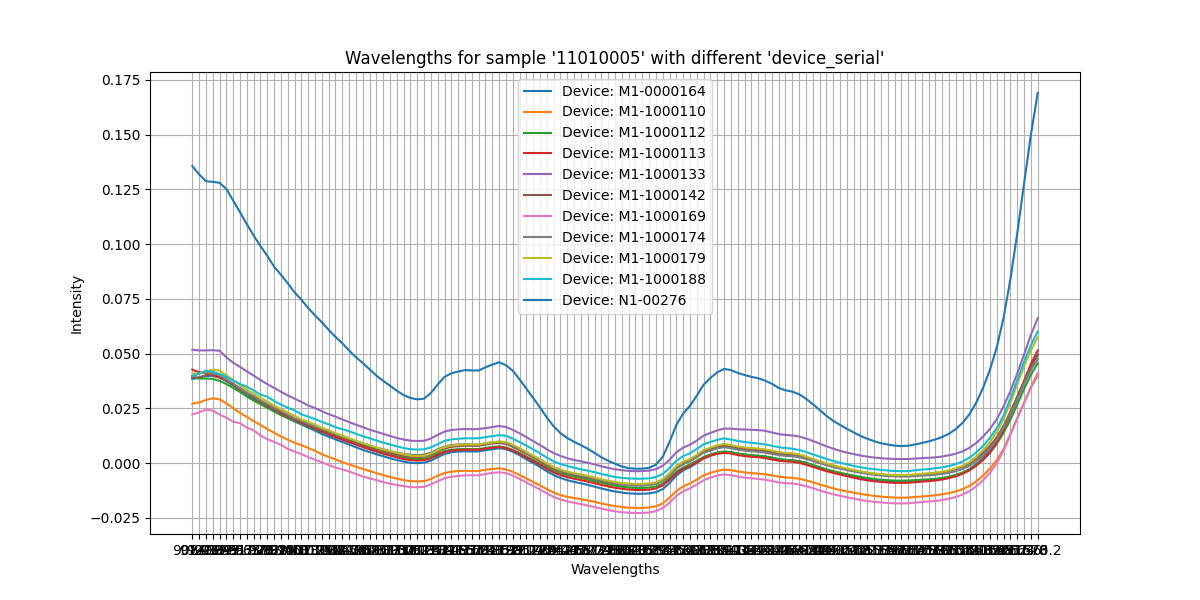 Wavelengths for sample '11010005' with different 'device_serial'
0.175
0.150
0.125
0.100
0.075
0.050
0.025
0.000
−0.025
Intensity
Device: M1-0000164
Device: M1-1000110
Device: M1-1000112
Device: M1-1000113
Device: M1-1000133
Device: M1-1000142
Device: M1-1000169
Device: M1-1000174
Device: M1-1000179
Device: M1-1000188
Device: N1-00276
Wavelengths